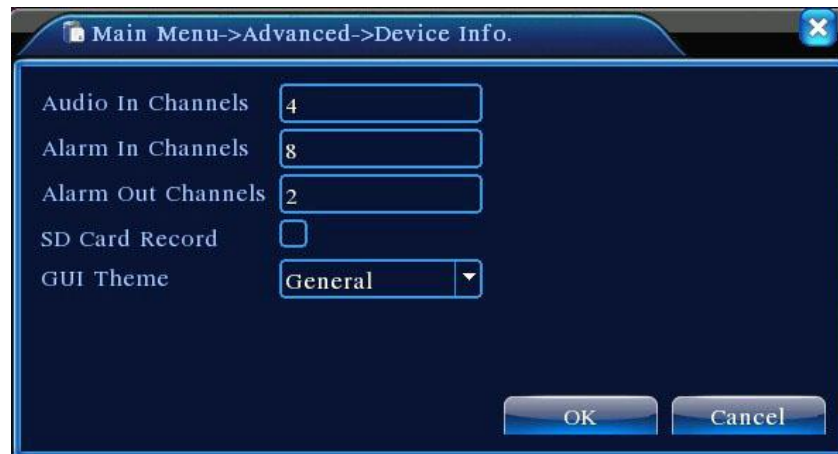 Main Menu->Advanced->Device Info.
Audio In Channels 4
Alarm In Channels 8
Alarm Out Channels 2
SD Card Record
GUI Theme General
OK Cancel